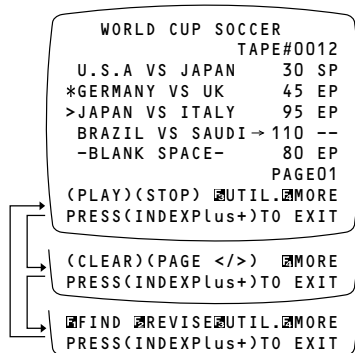 WORLD CUP SOCCER
TAPE#0012
U.S.A VS JAPAN 30 SP
*GERMANY VS UK 45 EP
>JAPAN VS ITALY 95 EP
BRAZIL VS SAUDI→110 --
-BLANK SPACE- 80 EP
PAGE01
(PLAY)(STOP) UTIL. MORE
PRESS(INDEXPlus+)TO EXIT
(CLEAR)(PAGE </>) MORE
PRESS(INDEXPlus+)TO EXIT
FIND REVISE UTIL. MORE
PRESS(INDEXPlus+)TO EXIT